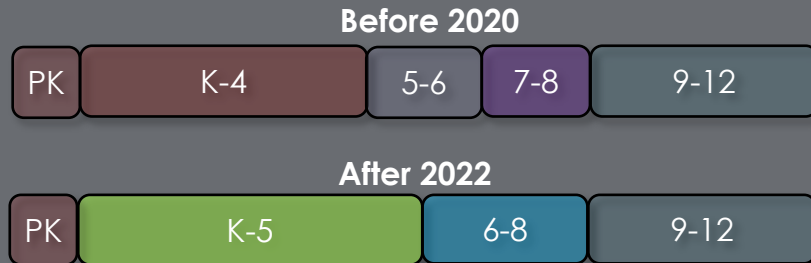 Before 2020
PK K-4 5-6 7-8 9-12
After 2022
PK K-5 6-8 9-12